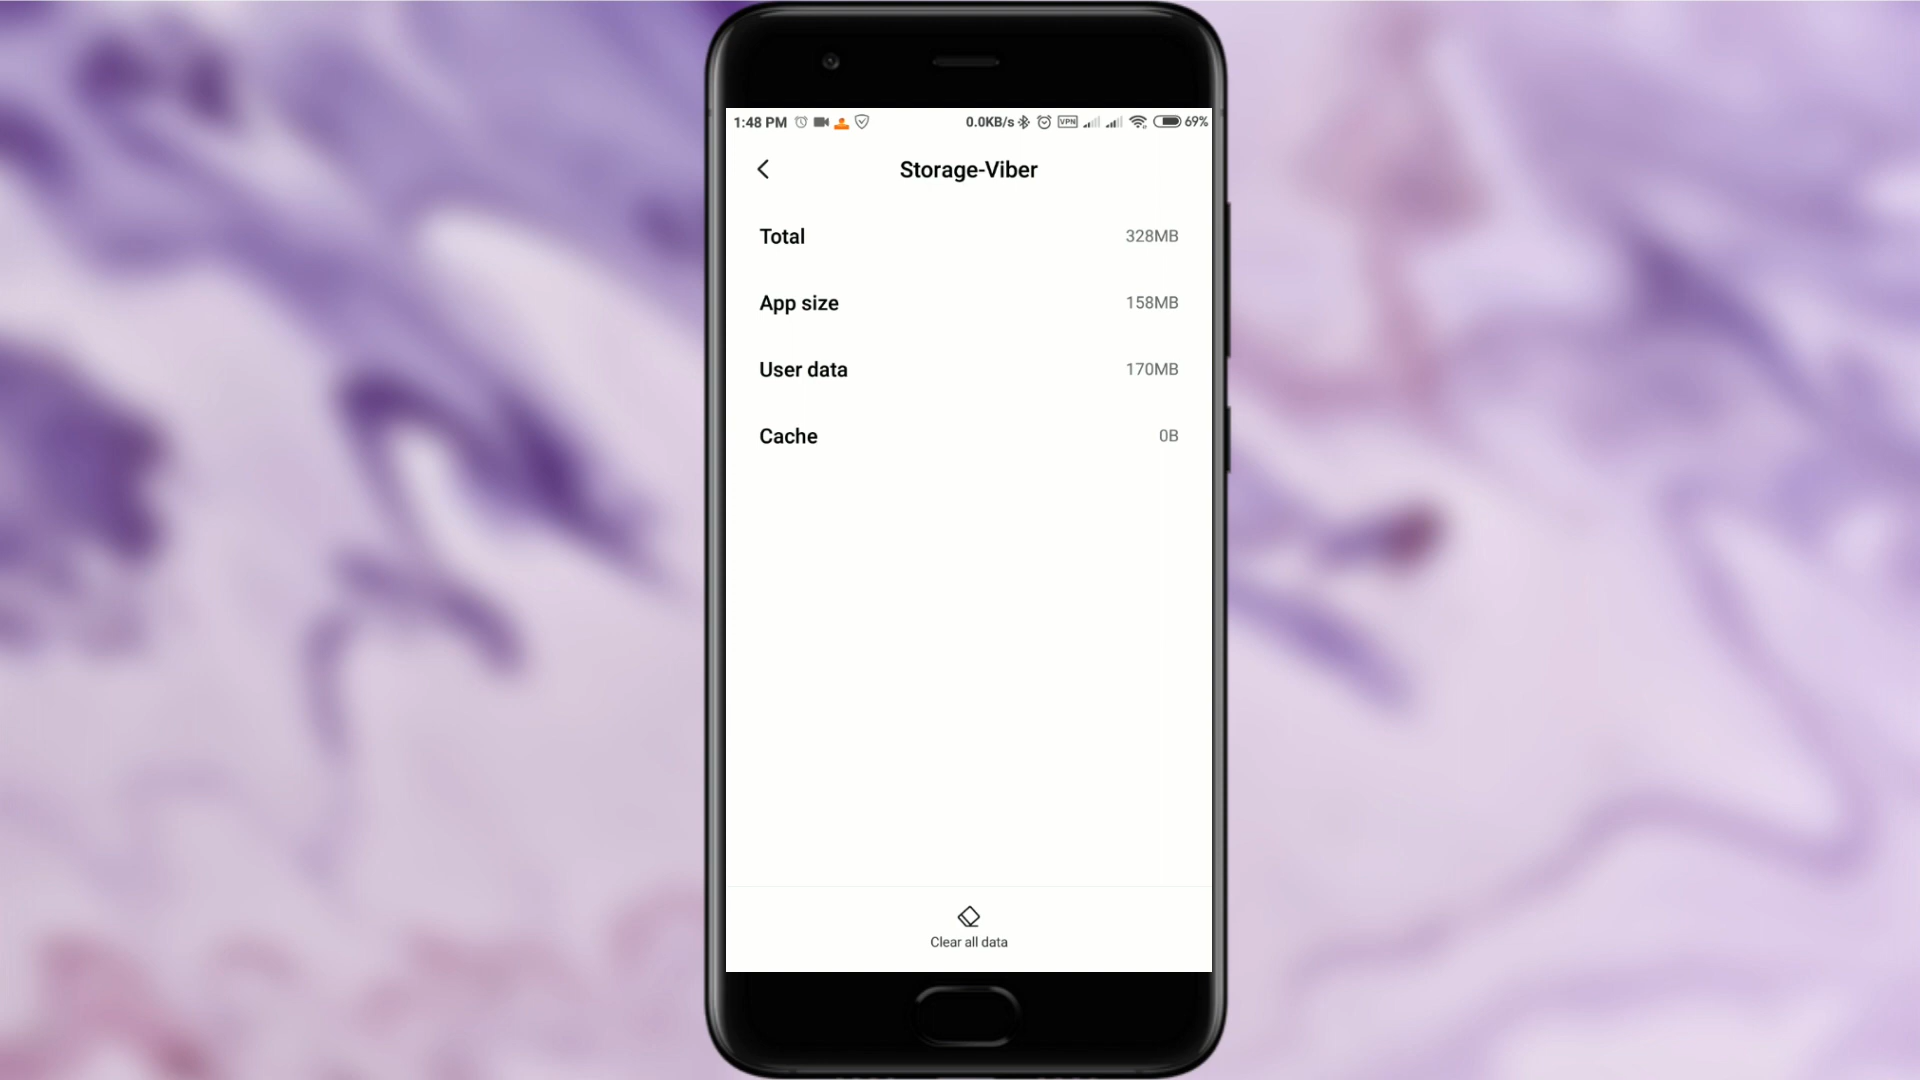 1:48 PM 0.0KB/s VPN 69%
Storage-Viber
Total 328MB
App size 158MB
User data 170MB
Cache 0B
Clear all data